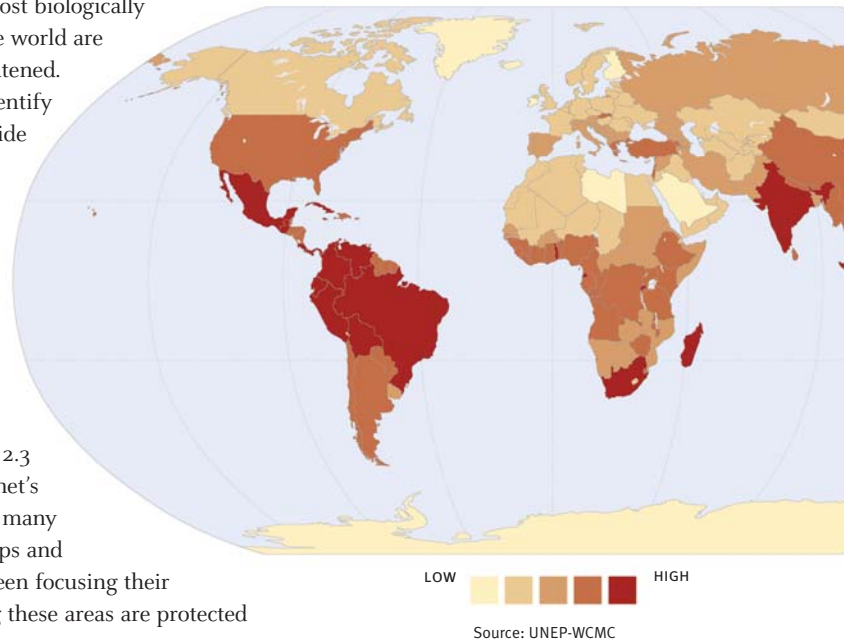 ost biologically
e world are
tened.
entify
ide
2.3
net's
many
ps and
een focusing their
g these areas are protected
LOW HIGH
Source: UNEP-WCMC